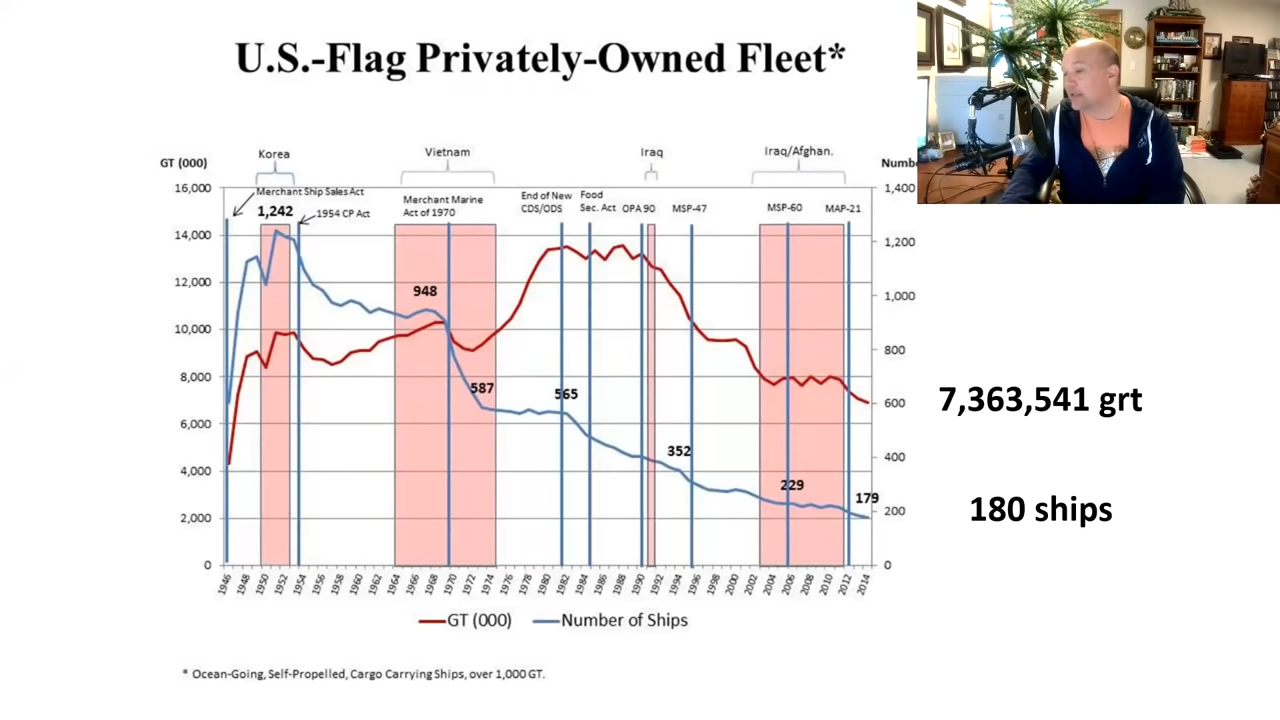 U.S.-Flag Privately-Owned Fleet*
Korea
Vietnam
Iraq
Iraq/Afghan.
GT (000)
Numb
Merchant Ship Sales Act
1,242
1954 CP Act
Merchant Marine
Act of 1970
End of New
CDS/ODS
Food
Sec. Act
OPA 90
MSP-47
MSP-60
MAP-21
16,000
14,000
12,000
10,000
8,000
6,000
4,000
2,000
0
1,400
1,200
1,000
800
600
400
200
0
948
587
565
352
229
179
1946
1948
1950
1952
1954
1956
1958
1960
1962
1964
1966
1968
1970
1972
1974
1976
1978
1980
1982
1984
1986
1988
1990
1992
1994
1996
1998
2000
2002
2004
2006
2008
2010
2012
2014
GT (000)
Number of Ships
* Ocean-Going, Self-Propelled, Cargo Carrying Ships, over 1,000 GT.
7,363,541 grt
180 ships